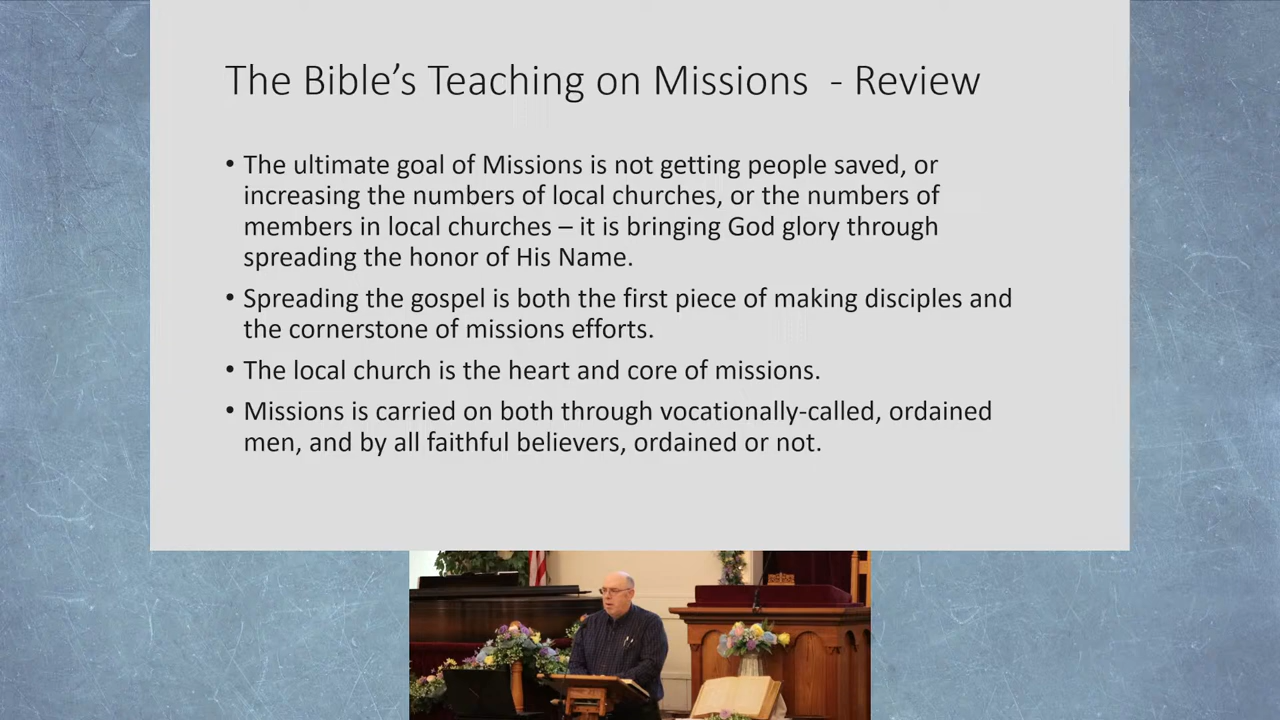 The Bible’s Teaching on Missions  - Review
• The ultimate goal of Missions is not getting people saved, or
increasing the numbers of local churches, or the numbers of
members in local churches – it is bringing God glory through
spreading the honor of His Name.
• Spreading the gospel is both the first piece of making disciples and
the cornerstone of missions efforts.
• The local church is the heart and core of missions.
• Missions is carried on both through vocationally-called, ordained
men, and by all faithful believers, ordained or not.